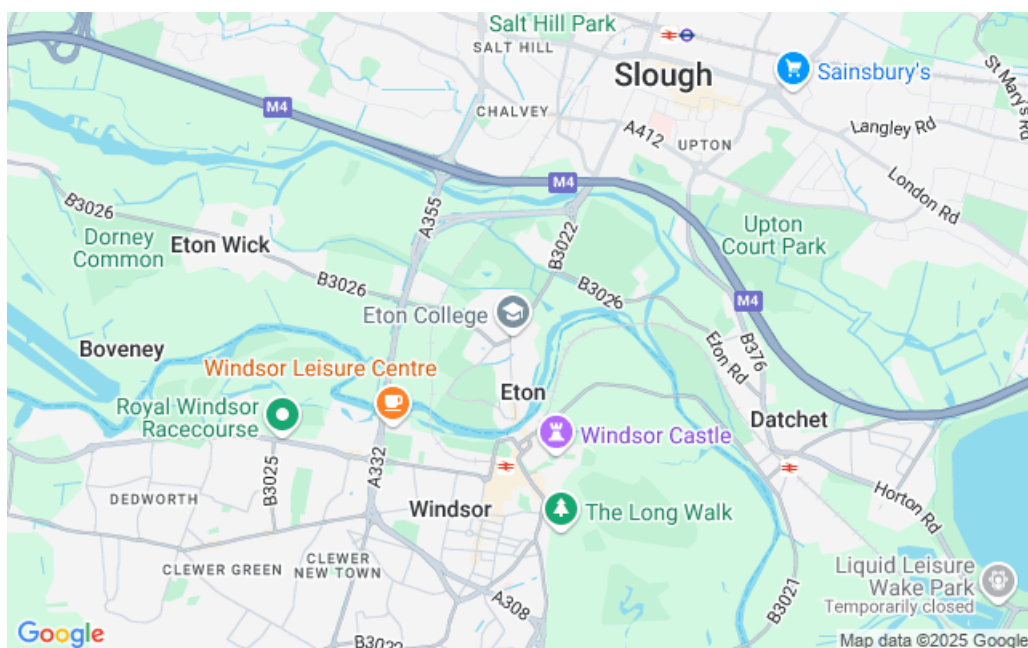 Salt Hill Park
SALT HILL
Slough
Sainsbury's
St Mary's Rd
M4
CHALVEY
A412
UPTON
Langley Rd
London Rd
M4
B3026
A355
B3022
Upton
Court Park
Dorney
Common
Eton Wick
B3026
B3026
M4
Eton College
Eton Rd
B376
Boveney
Windsor Leisure Centre
Eton
Royal Windsor
Racecourse
Datchet
Windsor Castle
A332
B3025
DEDWORTH
Windsor
The Long Walk
Horton Rd
CLEWER GREEN
CLEWER
NEW TOWN
A308
B3021
Liquid Leisure
Wake Park
Temporarily closed
Google
B3022
Map data ©2025 Google